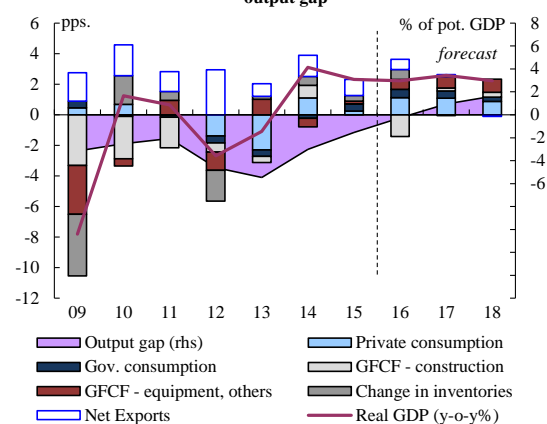 output gap
pps.
% of pot. GDP
forecast
6
4
2
0
-2
-4
-6
-8
-10
-12
8
6
4
2
0
-2
-4
-6
09 10 11 12 13 14 15 16 17 18
Output gap (rhs)
Private consumption
Gov. consumption
GFCF - construction
GFCF - equipment, others
Change in inventories
Net Exports
Real GDP (y-o-y%)